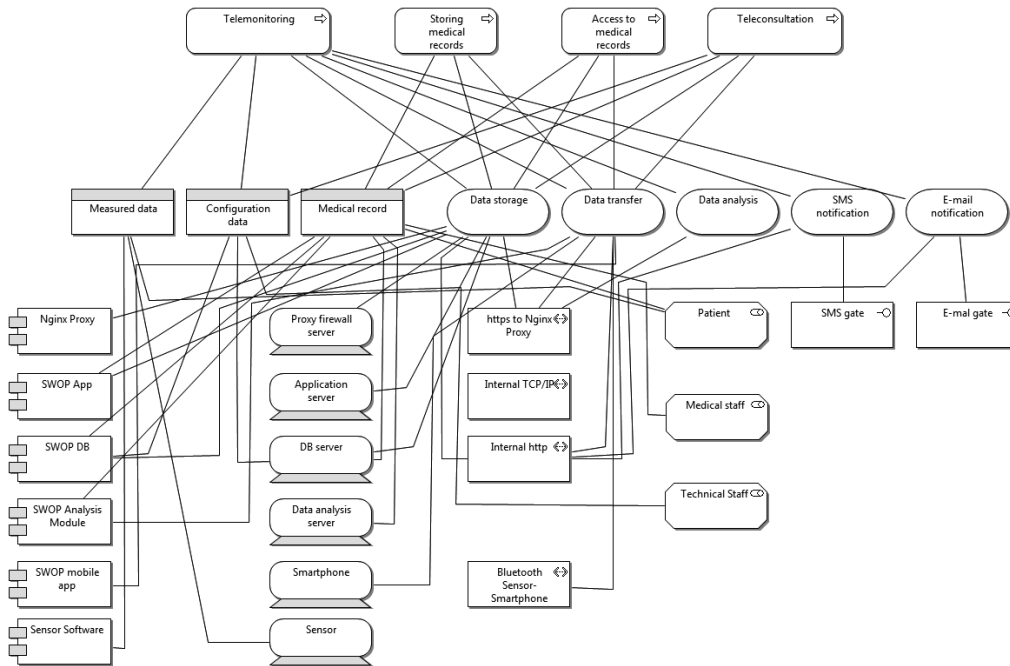 Telemonitoring
Storing
medical
records
Access to
medical
records
Teleconsultation
Measured data
Configuration
data
Medical record
Data storage
Data transfer
Data analysis
SMS
notification
E-mail
notification
Nginx Proxy
Proxy firewall
server
https to Nginx
Proxy
Patient
SMS gate
E-mal gate
SWOP App
Application
server
Internal TCP/IP
Medical staff
SWOP DB
DB server
Internal http
Technical Staff
SWOP Analysis
Module
Data analysis
server
SWOP mobile
app
Smartphone
Bluetooth
Sensor-
Smartphone
Sensor Software
Sensor